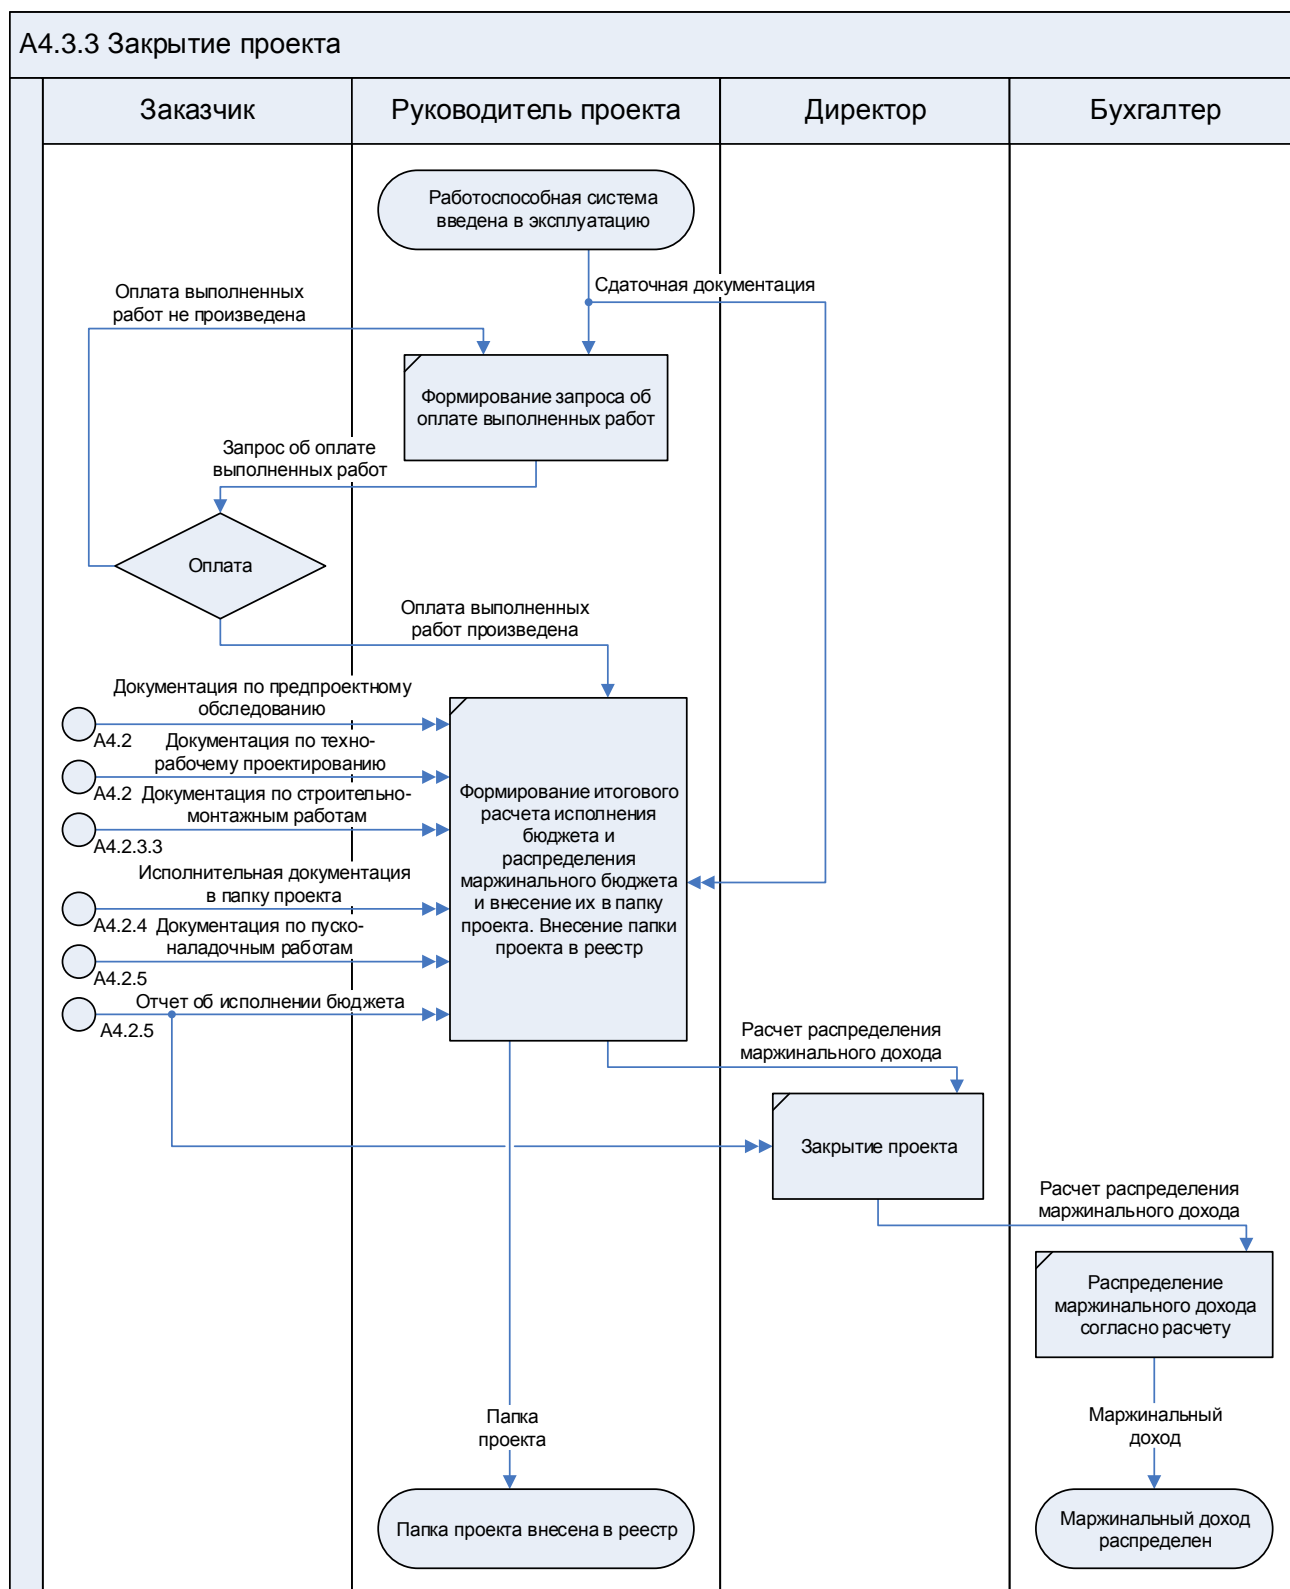 А4.3.3 Закрытие проекта
Заказчик
Руководитель проекта
Директор
Бухгалтер
Работоспособная система
введена в эксплуатацию
Сдаточная документация
Оплата выполненных
работ не произведена
Формирование запроса об
оплате выполненных работ
Запрос об оплате
выполненных работ
Оплата
Оплата выполненных
работ произведена
Документация по предпроектному
обследованию
А4.2
Документация по техно-
рабочему проектированию
А4.2
Документация по строительно-
монтажным работам
А4.2.3.3
Исполнительная документация
в папку проекта
А4.2.4
Документация по пуско-
наладочным работам
А4.2.5
Отчет об исполнении бюджета
А4.2.5
Формирование итогового
расчета исполнения
бюджета и
распределения
маржинального бюджета
и внесение их в папку
проекта. Внесение папки
проекта в реестр
Расчет распределения
маржинального дохода
Закрытие проекта
Расчет распределения
маржинального дохода
Распределение
маржинального дохода
согласно расчету
Папка
проекта
Маржинальный
доход
Папка проекта внесена в реестр
Маржинальный доход
распределен